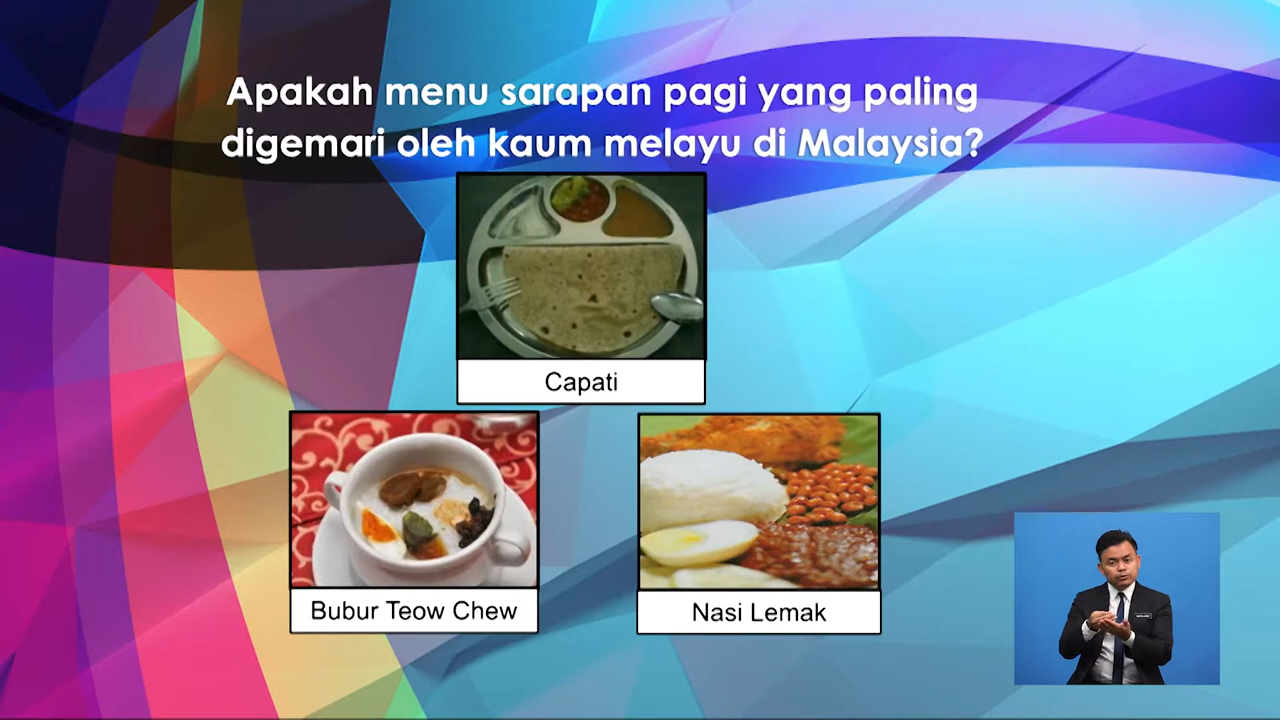 Apakah menu sarapan pagi yang paling
digemari oleh kaum melayu di Malaysia?
Capati
Bubur Teow Chew
Nasi Lemak